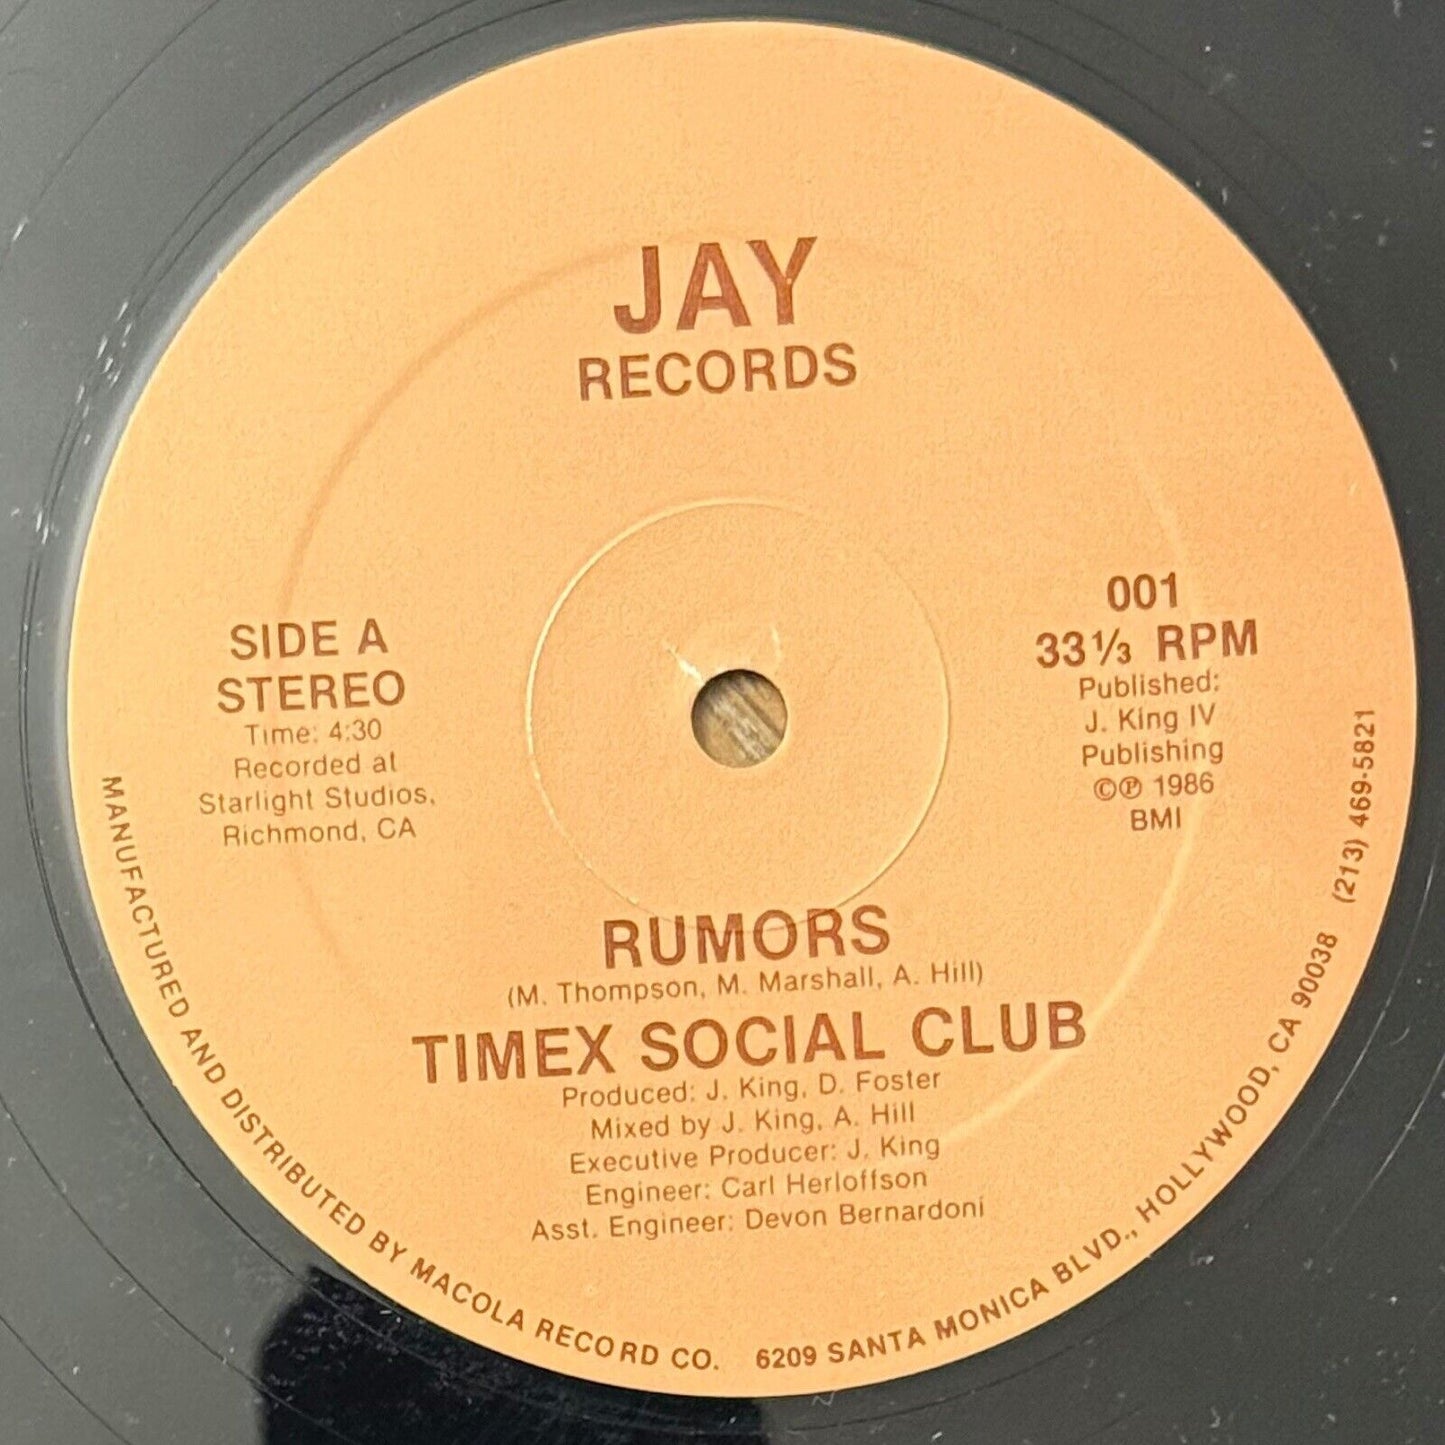 JAY
RECORDS
SIDE A
STEREO
Time: 4:30
Recorded at
Starlight Studios,
Richmond, CA
001
33 1/3 RPM
Published:
J. King IV
Publishing
©℗ 1986
BMI
RUMORS
(M. Thompson, M. Marshall, A. Hill)
TIMEX SOCIAL CLUB
Produced: J. King, D. Foster
Mixed by J. King, A. Hill
Executive Producer: J. King
Engineer: Carl Herloffson
Asst. Engineer: Devon Bernardoni
MANUFACTURED AND DISTRIBUTED BY MACOLA RECORD CO. 6209 SANTA MONICA BLVD., HOLLYWOOD, CA 90038 (213) 469-5821